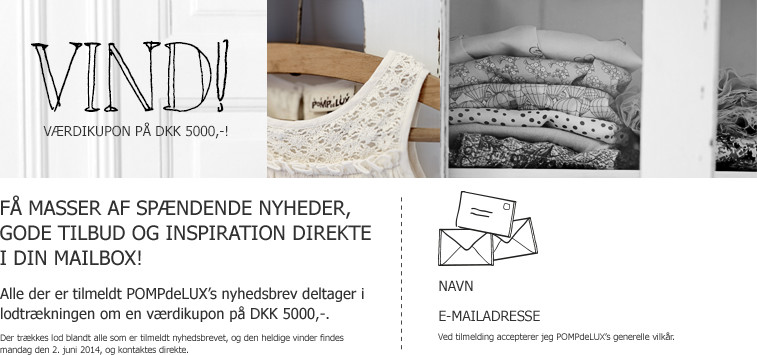 VIND!
VÆRDIKUPON PÅ DKK 5000,-!
POMPdeLUX
FÅ MASSER AF SPÆNDENDE NYHEDER,
GODE TILBUD OG INSPIRATION DIREKTE
I DIN MAILBOX!
Alle der er tilmeldt POMPdeLUX's nyhedsbrev deltager i
lodtrækningen om en værdikupon på DKK 5000,-.
Der trækkes lod blandt alle som er tilmeldt nyhedsbrevet, og den heldige vinder findes
mandag den 2. juni 2014, og kontaktes direkte.
NAVN
E-MAILADRESSE
Ved tilmelding accepterer jeg POMPdeLUX's generelle vilkår.